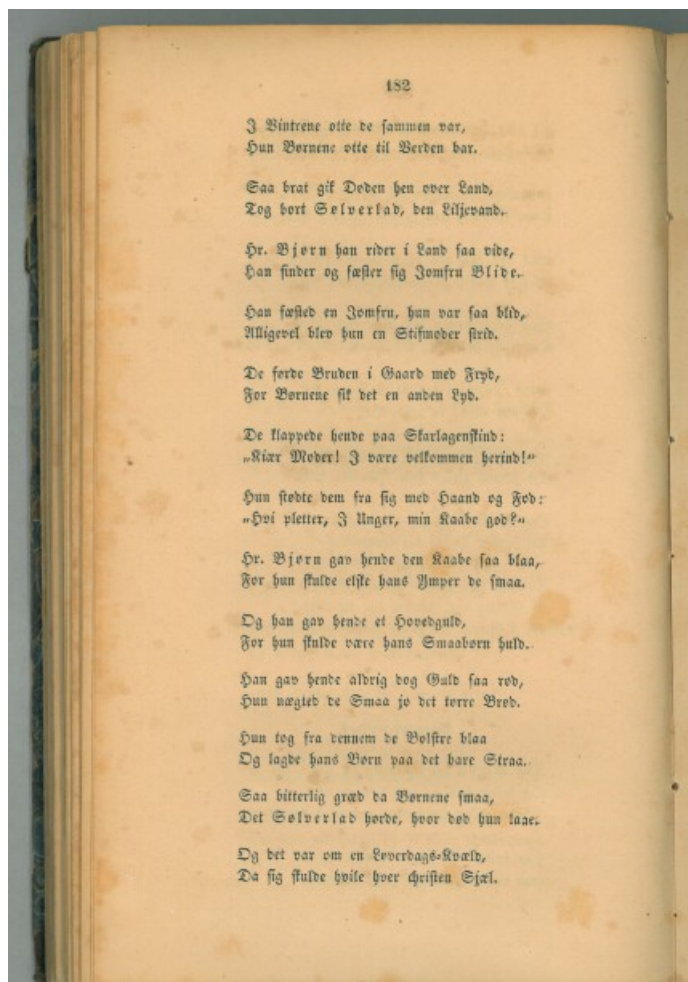 182
I Vintrene otte de sammen var,
Hun Børnene otte til Verden bar.
Saa brat gik Døden hen over Land,
Tog bort Sølverlad, den Liljevand.
Hr. Bjørn han rider i Land saa vide,
Han finder og fæster sig Jomfru Blide.
Han fæsted en Jomfru, hun var saa blid,
Alligevel blev hun en Stifmoder strid.
De førde Bruden i Gaard med Fryd,
For Børnene fik det en anden Lyd.
De klappede hende paa Skarlagenskind:
„Kiær Moder! I være velkommen herind!“
Hun stødte dem fra sig med Haand og Fod:
„Hvi pletter, I Unger, min Kaabe god?“
Hr. Bjørn gav hende den Kaabe saa blaa,
For hun skulde elske hans Ymper de smaa.
Og han gav hende et Hovedguld,
For hun skulde være hans Smaabørn huld.
Han gav hende aldrig dog Guld saa rød,
Hun nægted de Smaa jo det tørre Brød.
Hun tog fra dennem de Bolstre blaa
Og lagde hans Børn paa det bare Straa.
Saa bitterlig græd da Børnene smaa,
Det Sølverlad hørde, hvor død hun laae.
Og det var om en Løverdags-Kvæld,
Da sig skulde hvile hver christen Sjæl.